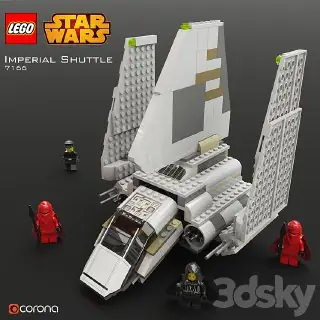 LEGO STAR WARS
IMPERIAL SHUTTLE
7166
corona
3dsky